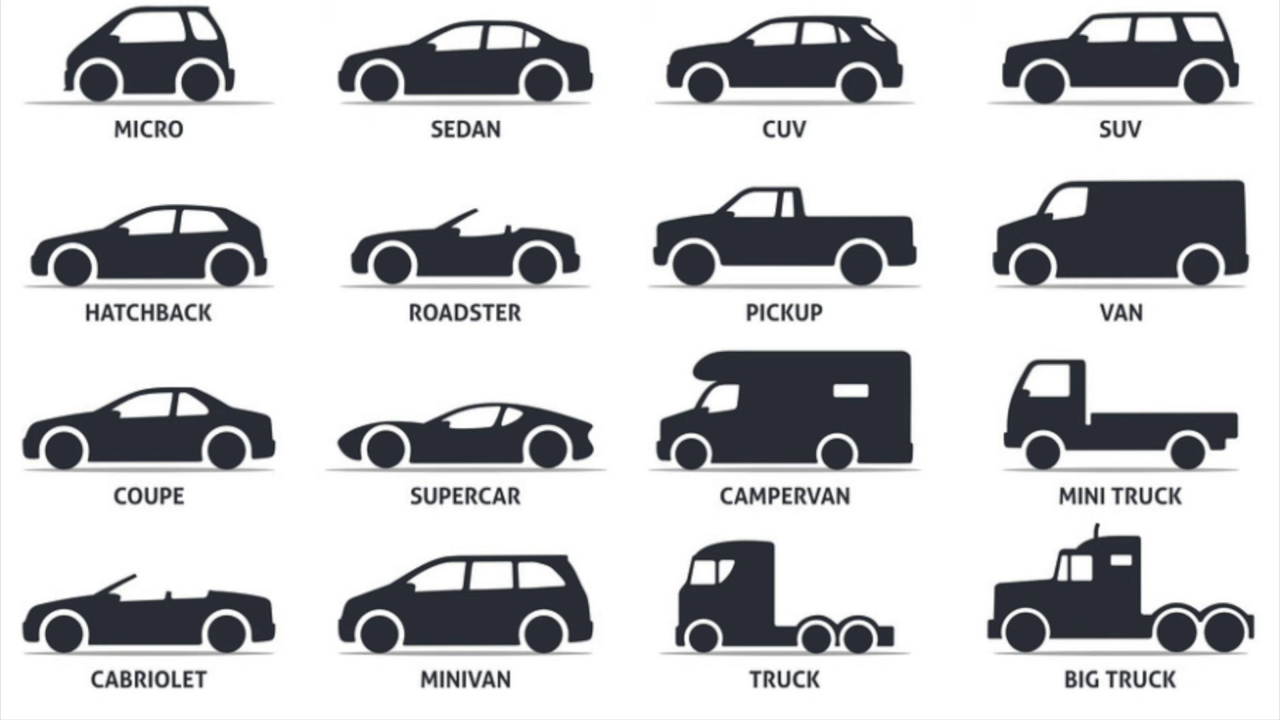 MICRO
SEDAN
CUV
SUV
HATCHBACK
ROADSTER
PICKUP
VAN
COUPE
SUPERCAR
CAMPERVAN
MINI TRUCK
CABRIOLET
MINIVAN
TRUCK
BIG TRUCK